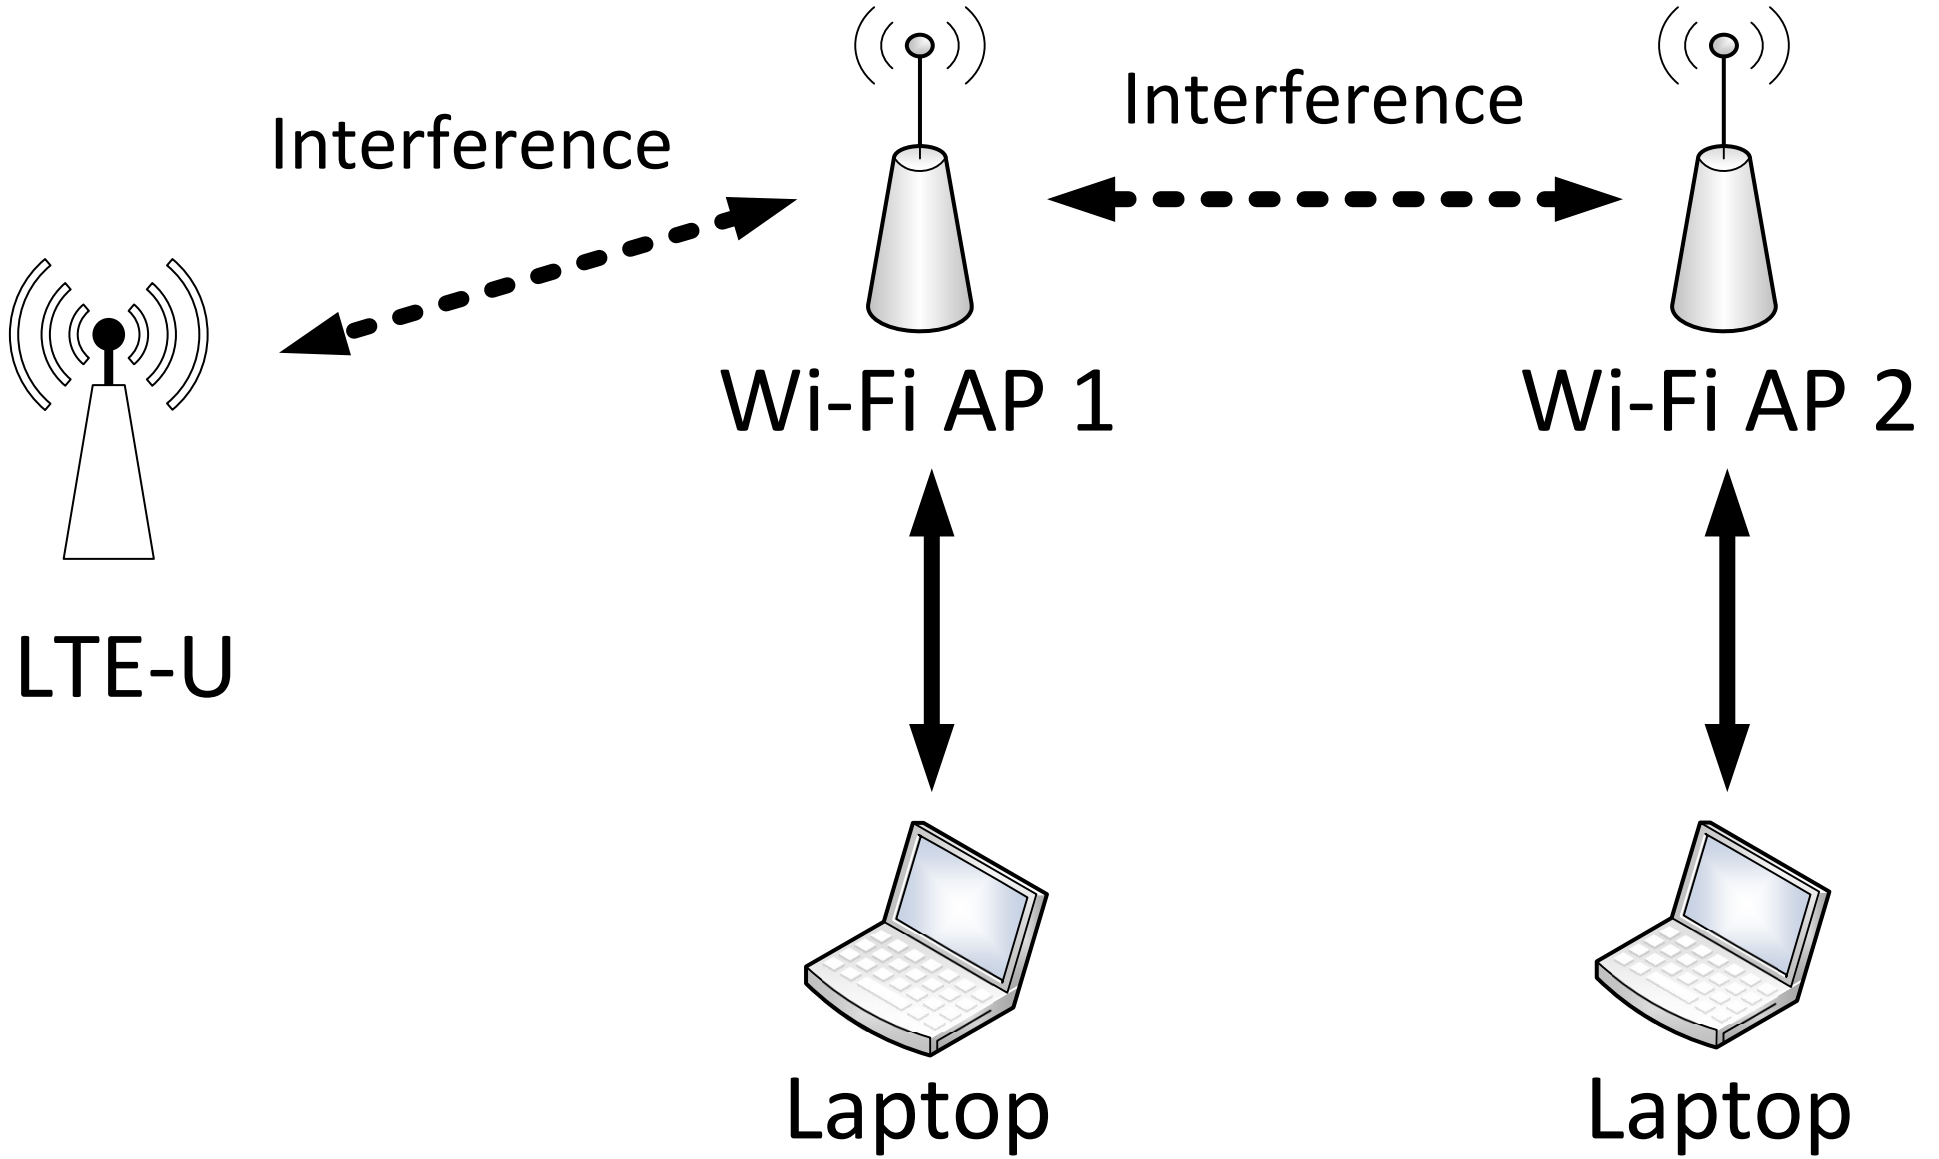 Interference
Interference
Wi-Fi AP 1
Wi-Fi AP 2
LTE-U
Laptop
Laptop